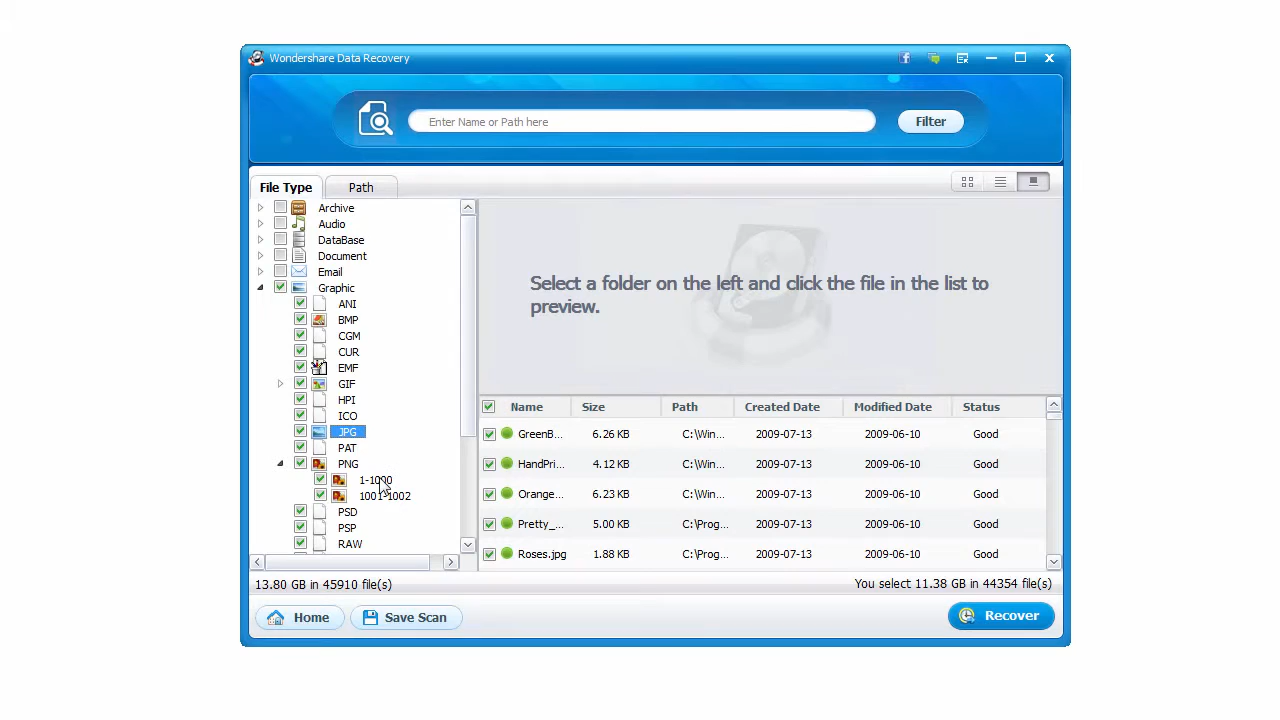 Wondershare Data Recovery
Enter Name or Path here
Filter
File Type
Path
Archive
Audio
DataBase
Document
Email
Graphic
ANI
BMP
CGM
CUR
EMF
GIF
HPI
ICO
JPG
PAT
PNG
1-1000
1001-1002
PSD
PSP
RAW
Select a folder on the left and click the file in the list to
preview.
Name Size Path Created Date Modified Date Status
GreenB... 6.26 KB C:\Win... 2009-07-13 2009-06-10 Good
HandPri... 4.12 KB C:\Win... 2009-07-13 2009-06-10 Good
Orange... 6.23 KB C:\Win... 2009-07-13 2009-06-10 Good
Pretty_... 5.00 KB C:\Prog... 2009-07-13 2009-06-10 Good
Roses.jpg 1.88 KB C:\Prog... 2009-07-13 2009-06-10 Good
13.80 GB in 45910 file(s)
You select 11.38 GB in 44354 file(s)
Home
Save Scan
Recover